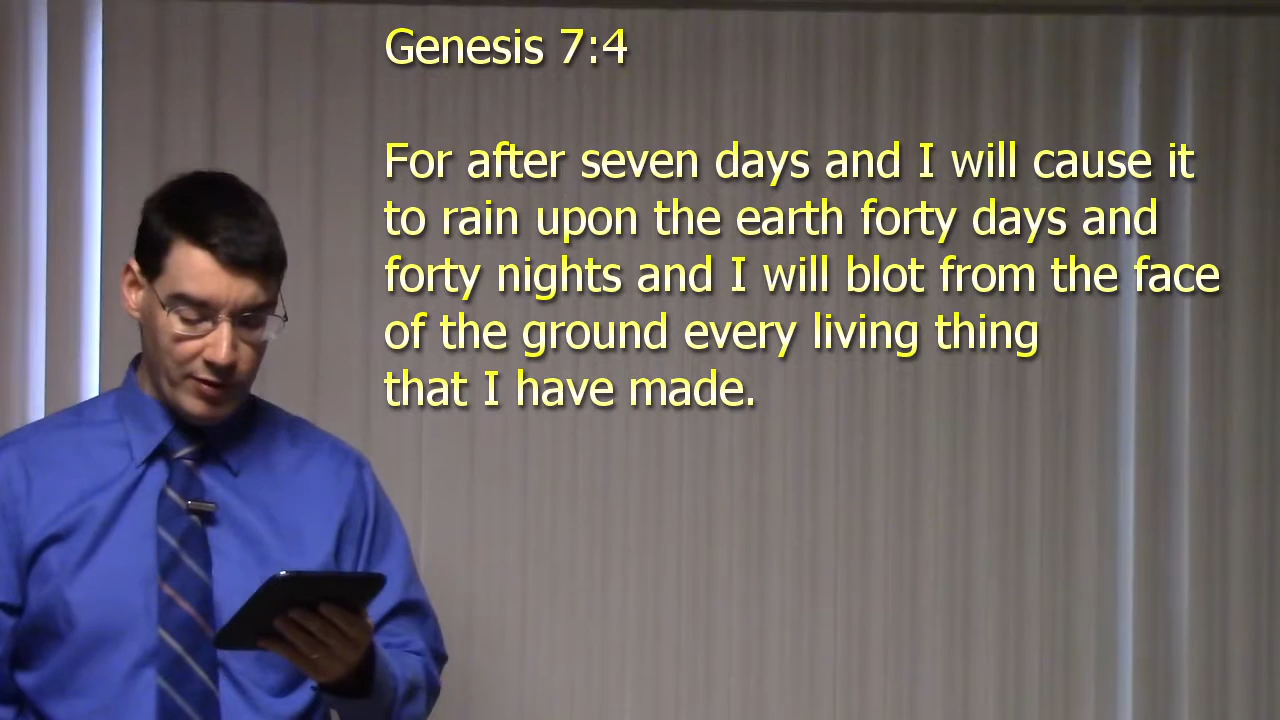 Genesis 7:4
For after seven days and I will cause it
to rain upon the earth forty days and
forty nights and I will blot from the face
of the ground every living thing
that I have made.